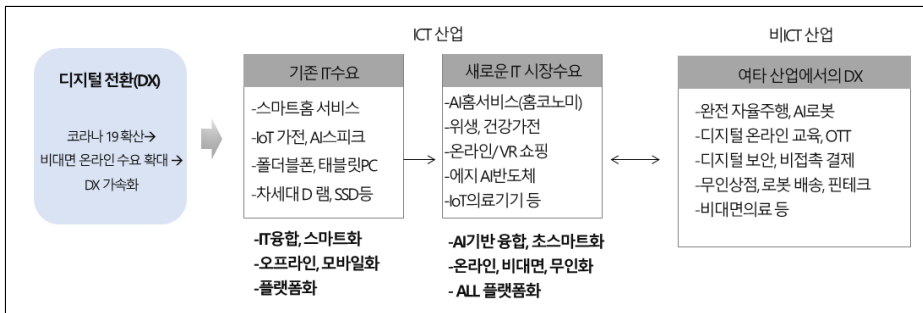 ICT 산업
비ICT 산업
디지털 전환(DX)
코라나 19 확산→
비대면 온라인 수요 확대 →
DX 가속화
기존 IT수요
-스마트홈 서비스
-IoT 가전, AI스피크
-폴더블폰, 태블릿PC
-차세대 D 램, SSD등
-IT융합, 스마트화
-오프라인, 모바일화
-플랫폼화
새로운 IT 시장수요
-AI홈서비스(홈코노미)
-위생, 건강가전
-온라인/ VR 쇼핑
-에지 AI반도체
-IoT의료기기 등
-AI기반 융합, 초스마트화
-온라인, 비대면, 무인화
- ALL 플랫폼화
여타 산업에서의 DX
-완전 자율주행, AI로봇
-디지털 온라인 교육, OTT
-디지털 보안, 비접촉 결제
-무인상점, 로봇 배송, 핀테크
-비대면의료 등